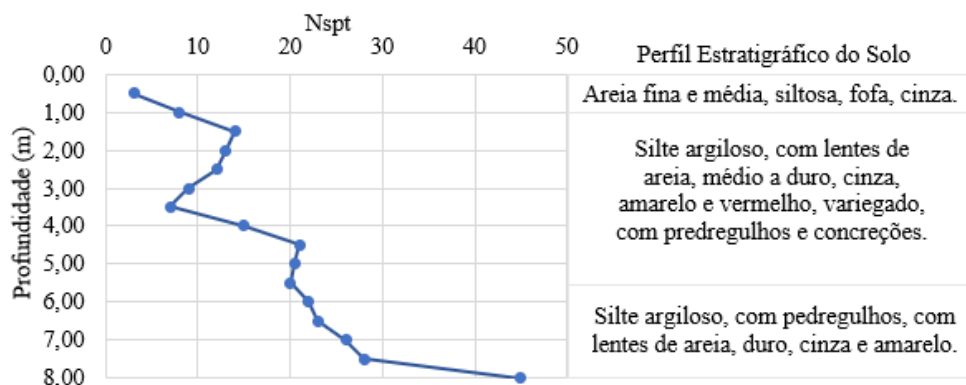 Nspt
0 10 20 30 40 50
Perfil Estratigráfico do Solo
0,00
Areia fina e média, siltosa, fofa, cinza.
1,00
Silte argiloso, com lentes de
2,00
areia, médio a duro, cinza,
amarelo e vermelho, variegado,
3,00
com predregulhos e concreções.
4,00
5,00
6,00
Silte argiloso, com pedregulhos, com
lentes de areia, duro, cinza e amarelo.
7,00
8,00
Profundidade (m)